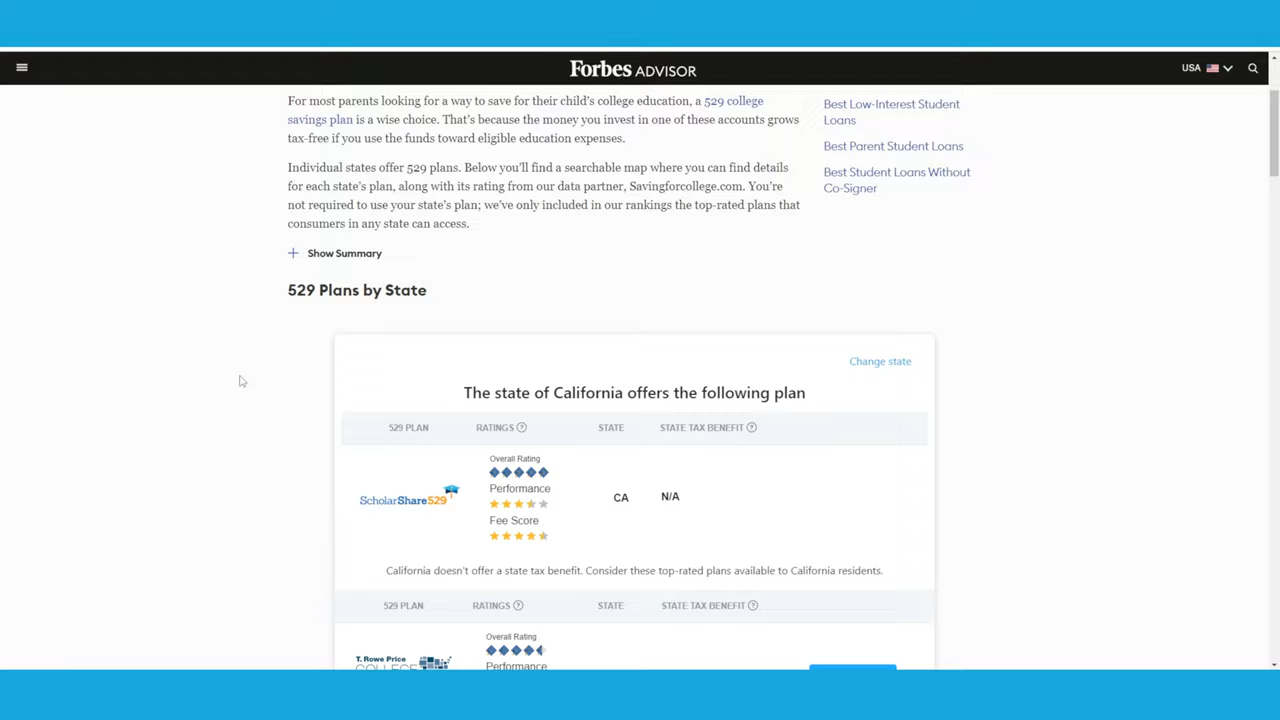 Forbes ADVISOR
USA
For most parents looking for a way to save for their child's college education, a 529 college
savings plan is a wise choice. That's because the money you invest in one of these accounts grows
tax-free if you use the funds toward eligible education expenses.
Individual states offer 529 plans. Below you'll find a searchable map where you can find details
for each state's plan, along with its rating from our data partner, Savingforcollege.com. You're
not required to use your state's plan; we've only included in our rankings the top-rated plans that
consumers in any state can access.
Best Low-Interest Student
Loans
Best Parent Student Loans
Best Student Loans Without
Co-Signer
+ Show Summary
529 Plans by State
Change state
The state of California offers the following plan
529 PLAN RATINGS ? STATE STATE TAX BENEFIT ?
Overall Rating
Performance
ScholarShare529 CA N/A
Fee Score
California doesn't offer a state tax benefit. Consider these top-rated plans available to California residents.
529 PLAN RATINGS ? STATE STATE TAX BENEFIT ?
Overall Rating
T. Rowe Price
COLLEGE
Performance